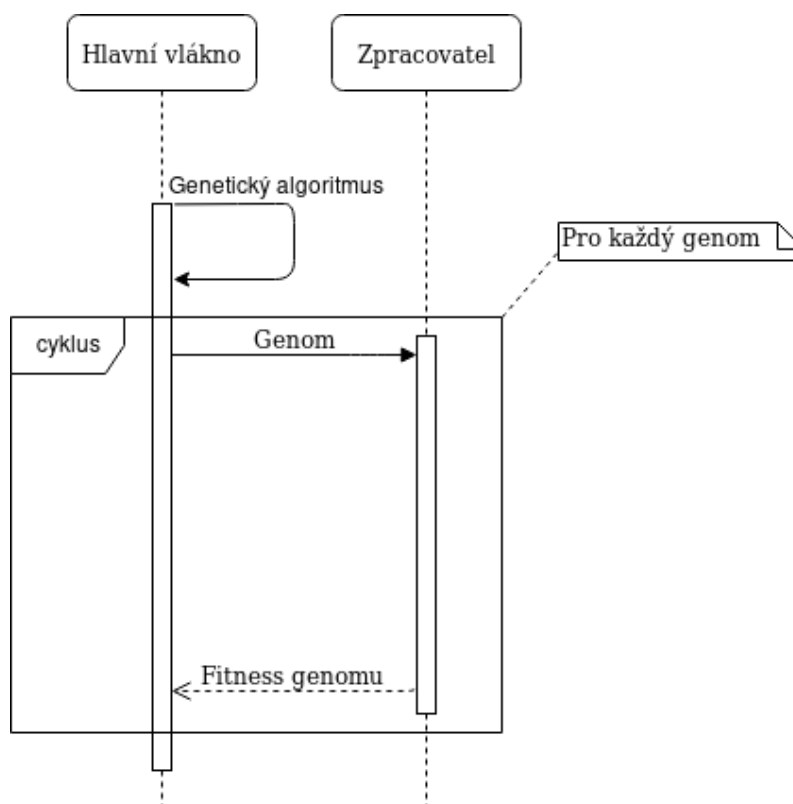 Hlavní vlákno
Zpracovatel
Genetický algoritmus
Pro každý genom
cyklus
Genom
Fitness genomu